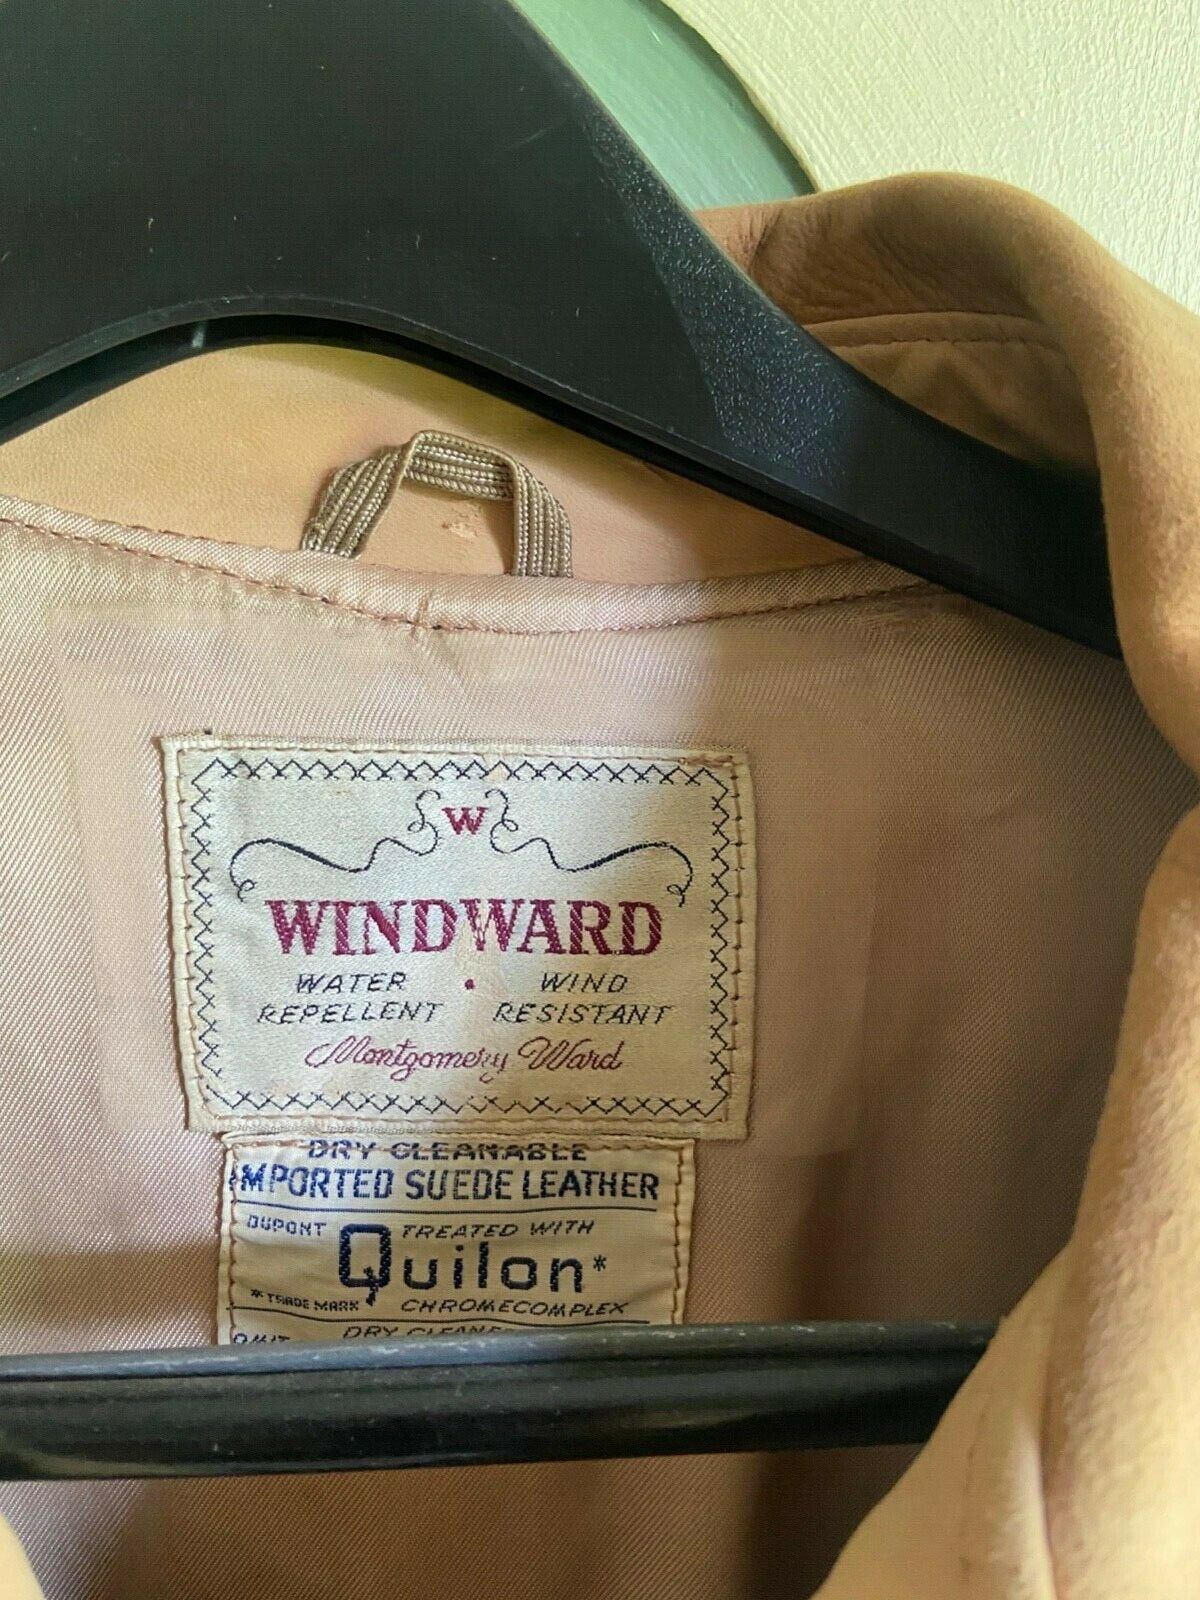 W
WINDWARD
WATER • WIND
REPELLENT RESISTANT
Montgomery Ward
DRY CLEANABLE
IMPORTED SUEDE LEATHER
DUPONT TREATED WITH
Quilon*
*TRADE MARK CHROMECOMPLEX
DRY